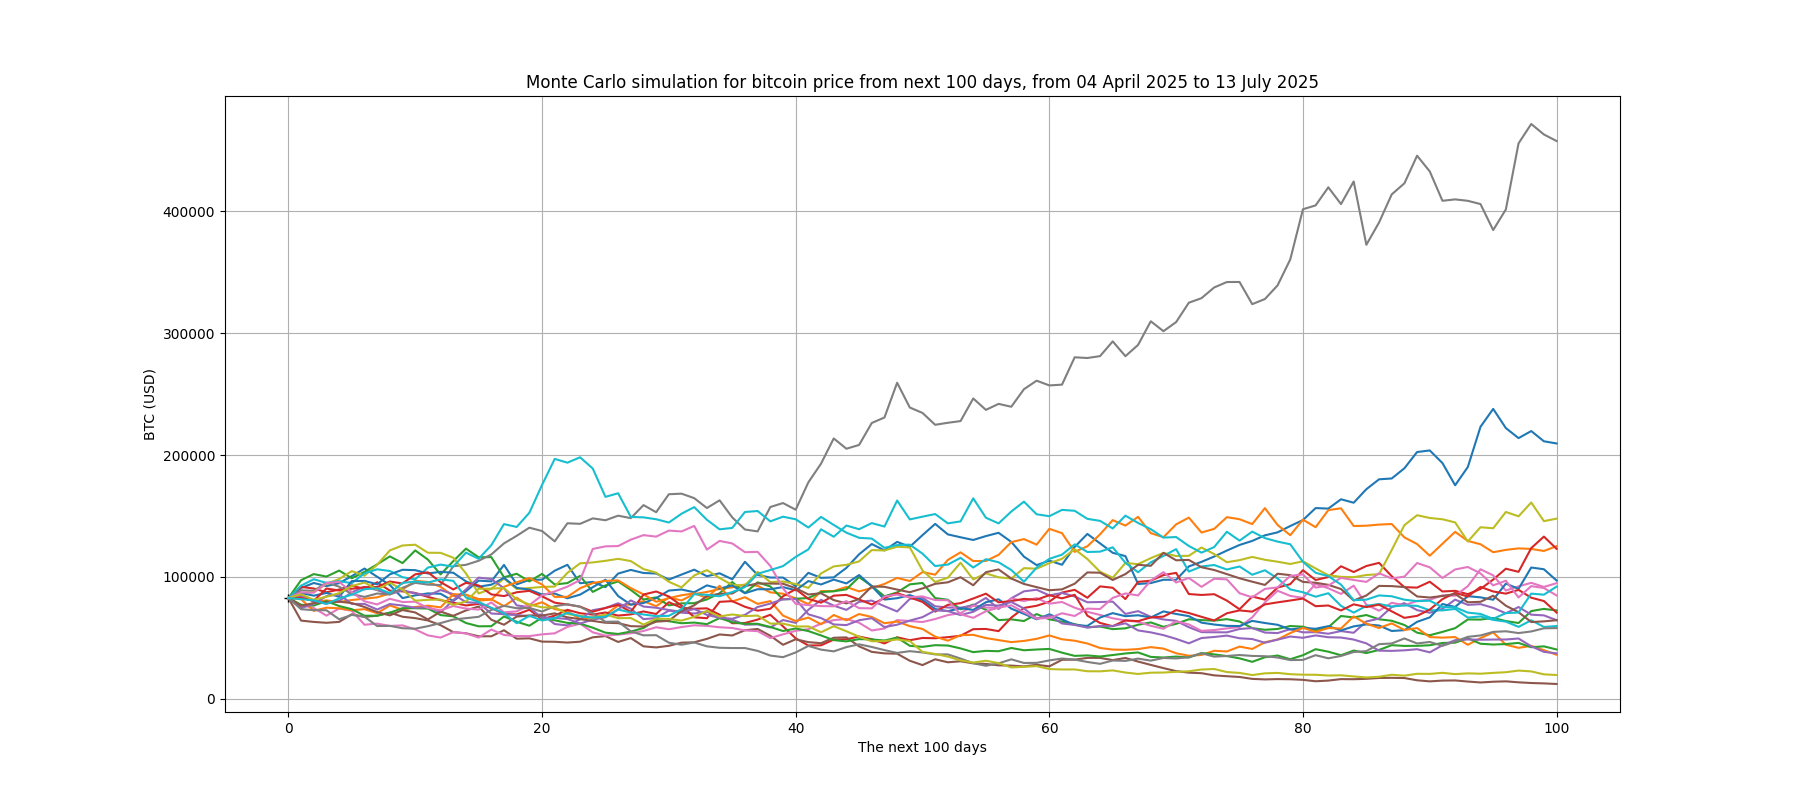 Monte Carlo simulation for bitcoin price from next 100 days, from 04 April 2025 to 13 July 2025
400000
300000
200000
100000
0
BTC (USD)
0 20 40 60 80 100
The next 100 days